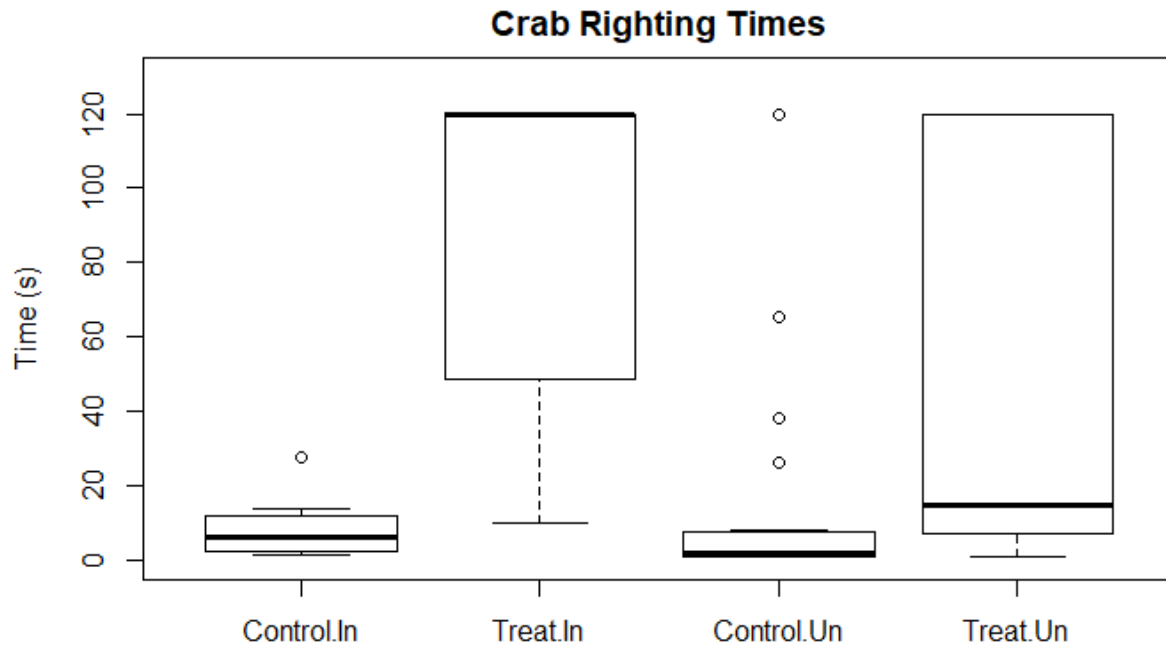 Crab Righting Times
Time (s)
120
100
80
60
40
20
0
Control.In
Treat.In
Control.Un
Treat.Un